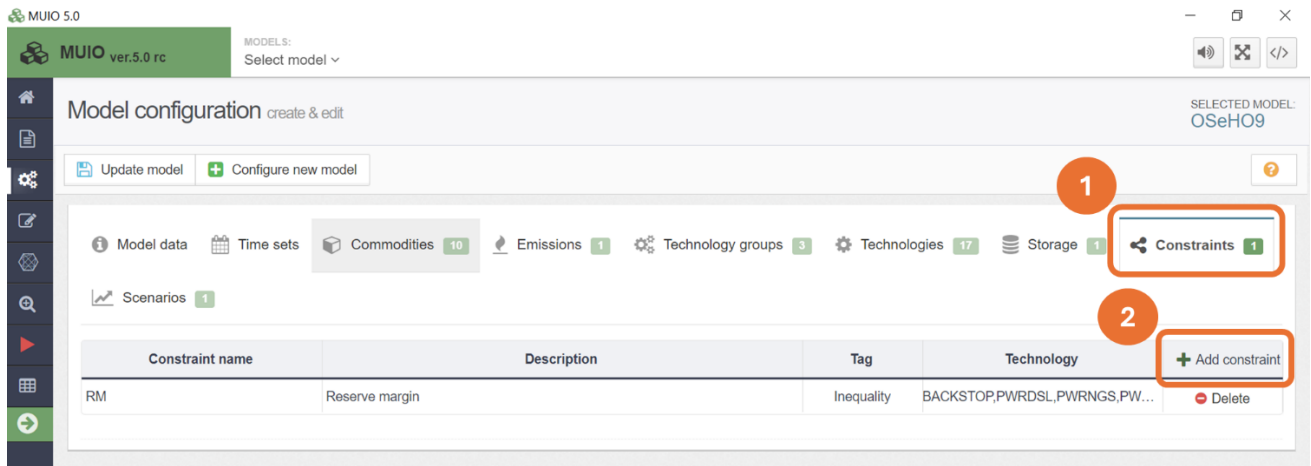 MUIO 5.0
MUIO ver.5.0 rc
MODELS:
Select model
Model configuration create & edit
SELECTED MODEL:
OSeHO9
Update model Configure new model
1
Model data Time sets Commodities 10 Emissions 1 Technology groups 3 Technologies 17 Storage 1 Constraints 1
Scenarios 1
2
Constraint name Description Tag Technology Add constraint
RM Reserve margin Inequality BACKSTOP,PWRDSL,PWRNGS,PW... Delete